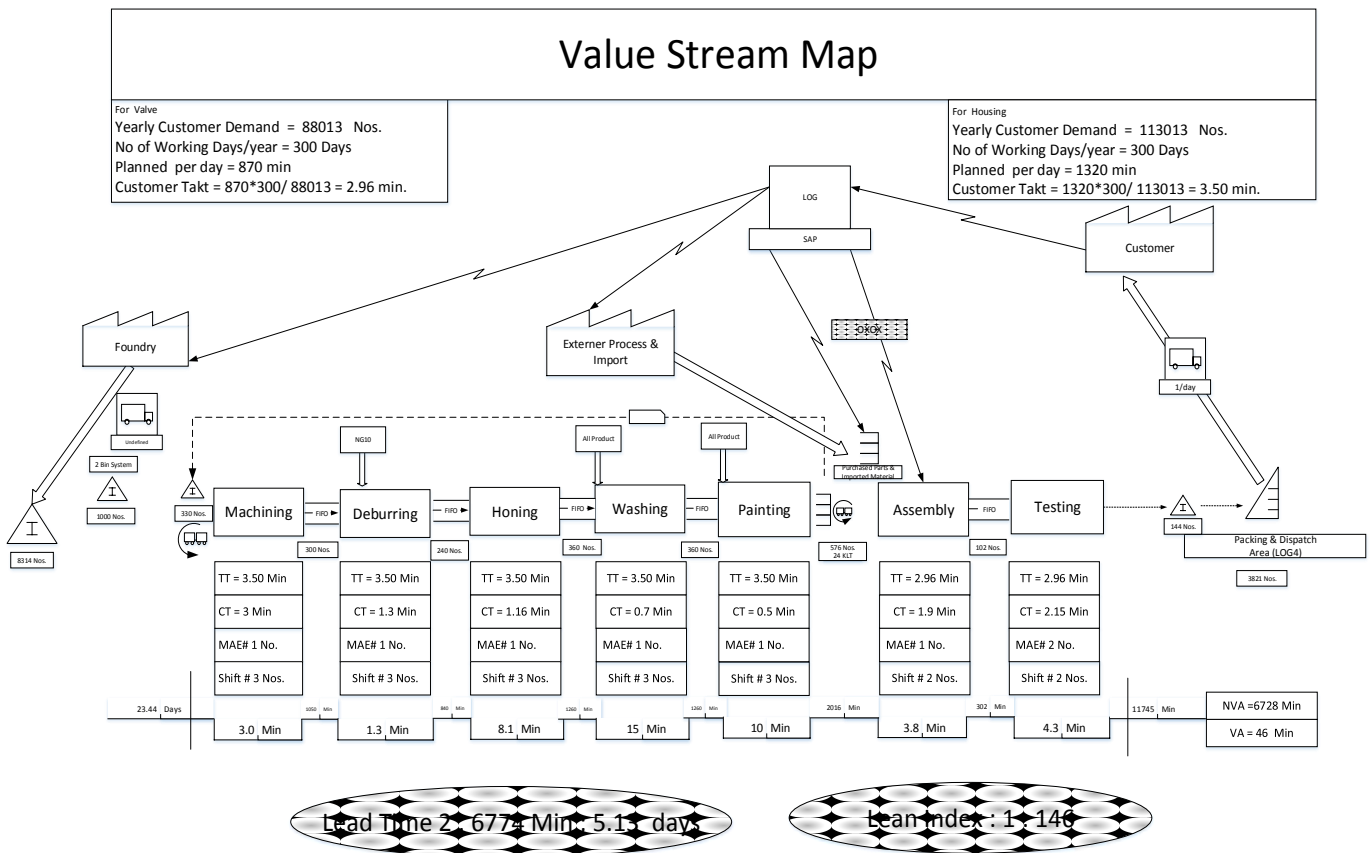 Value Stream Map
For Valve
Yearly Customer Demand = 88013 Nos.
No of Working Days/year = 300 Days
Planned per day = 870 min
Customer Takt = 870*300/ 88013 = 2.96 min.
For Housing
Yearly Customer Demand = 113013 Nos.
No of Working Days/year = 300 Days
Planned per day = 1320 min
Customer Takt = 1320*300/ 113013 = 3.50 min.
LOG
SAP
Customer
Foundry
Externer Process &
Import
OXOX
1/day
Undefined
2 Bin System
I
1000 Nos.
I
8314 Nos.
NG10
All Product
All Product
Purchased Parts &
Imported Material
I
330 Nos.
Machining
FIFO
Deburring
FIFO
Honing
FIFO
Washing
FIFO
Painting
Assembly
FIFO
Testing
I
144 Nos.
Packing & Dispatch
Area (LOG4)
3821 Nos.
300 Nos.
240 Nos.
360 Nos.
360 Nos.
576 Nos.
24 KLT
102 Nos.
TT = 3.50 Min
CT = 3 Min
MAE# 1 No.
Shift # 3 Nos.
TT = 3.50 Min
CT = 1.3 Min
MAE# 1 No.
Shift # 3 Nos.
TT = 3.50 Min
CT = 1.16 Min
MAE# 1 No.
Shift # 3 Nos.
TT = 3.50 Min
CT = 0.7 Min
MAE# 1 No.
Shift # 3 Nos.
TT = 3.50 Min
CT = 0.5 Min
MAE# 1 No.
Shift # 3 Nos.
TT = 2.96 Min
CT = 1.9 Min
MAE# 1 No.
Shift # 2 Nos.
TT = 2.96 Min
CT = 2.15 Min
MAE# 2 No.
Shift # 2 Nos.
23.44 Days
3.0 Min
1050 Min
1.3 Min
840 Min
8.1 Min
1260 Min
15 Min
1260 Min
10 Min
2016 Min
3.8 Min
302 Min
4.3 Min
11745 Min
NVA =6728 Min
VA = 46 Min
Lead Time 2 : 6774 Min : 5.13 days
Lean Index : 1 : 146